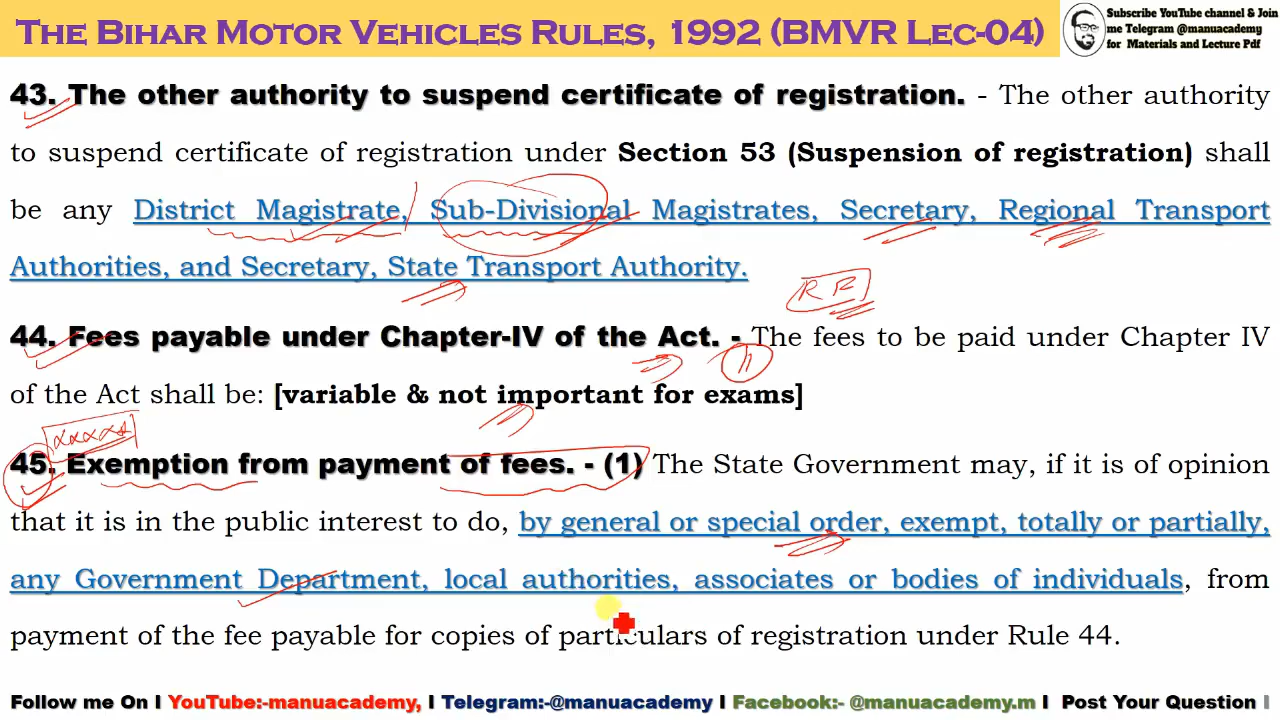 THE BIHAR MOTOR VEHICLES RULES, 1992 (BMVR LEC-04)
Subscribe YouTube channel & Join
me Telegram @manuacademy
for Materials and Lecture Pdf
43. The other authority to suspend certificate of registration. - The other authority
to suspend certificate of registration under Section 53 (Suspension of registration) shall
be any District Magistrate, Sub-Divisional Magistrates, Secretary, Regional Transport
Authorities, and Secretary, State Transport Authority.
44. Fees payable under Chapter-IV of the Act. - The fees to be paid under Chapter IV
of the Act shall be: [variable & not important for exams]
45. Exemption from payment of fees. - (1) The State Government may, if it is of opinion
that it is in the public interest to do, by general or special order, exempt, totally or partially,
any Government Department, local authorities, associates or bodies of individuals, from
payment of the fee payable for copies of particulars of registration under Rule 44.
Follow me On I YouTube:-manuacademy, I Telegram:-@manuacademy I Facebook:- @manuacademy.m I Post Your Question I